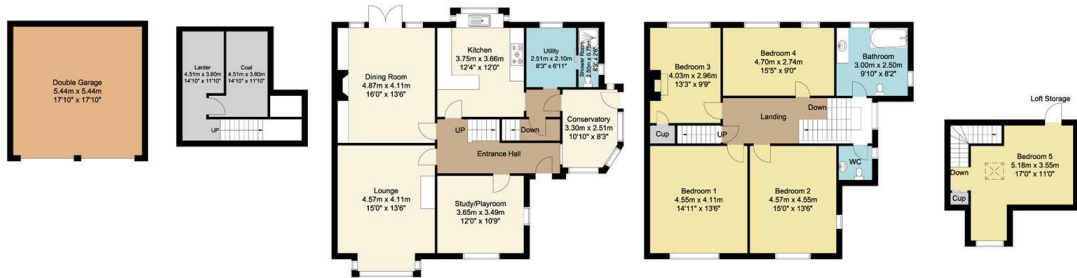 Double Garage
5.44m x 5.44m
17'10" x 17'10"
Larder
4.51m x 3.60m
14'10" x 11'10"
Coal
4.51m x 3.60m
14'10" x 11'10"
UP
Dining Room
4.87m x 4.11m
16'0" x 13'6"
Kitchen
3.75m x 3.66m
12'4" x 12'0"
Utility
2.51m x 2.10m
8'3" x 6'11"
Shower Room
2.50m x 0.75m
8'2" x 2'6"
UP
Down
Conservatory
3.30m x 2.51m
10'10" x 8'3"
Entrance Hall
Lounge
4.57m x 4.11m
15'0" x 13'6"
Study/Playroom
3.65m x 3.49m
12'0" x 10'9"
Bedroom 3
4.03m x 2.96m
13'3" x 9'9"
Bedroom 4
4.70m x 2.74m
15'5" x 9'0"
Bathroom
3.00m x 2.50m
9'10" x 8'2"
Down
Landing
Cup
UP
WC
Bedroom 1
4.55m x 4.11m
14'11" x 13'6"
Bedroom 2
4.57m x 4.55m
15'0" x 13'6"
Loft Storage
Bedroom 5
5.18m x 3.55m
17'0" x 11'0"
Down
Cup